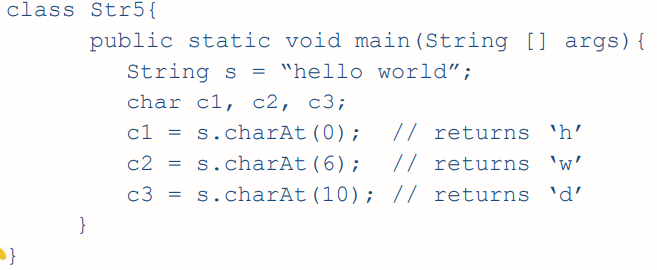 class Str5{
public static void main(String [] args){
String s = “hello world”;
char c1, c2, c3;
c1 = s.charAt(0); // returns ‘h’
c2 = s.charAt(6); // returns ‘w’
c3 = s.charAt(10); // returns ‘d’
}
}